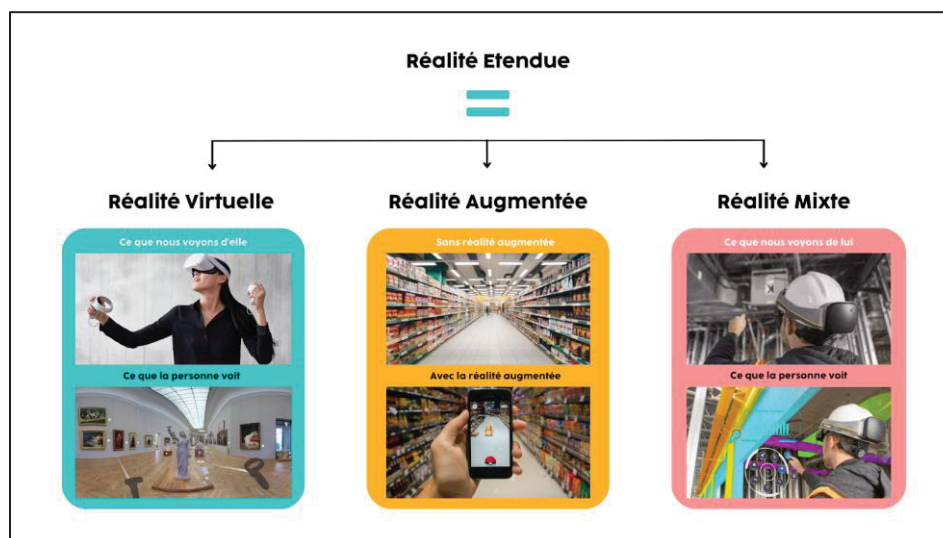 Réalité Etendue
Réalité Virtuelle
Réalité Augmentée
Réalité Mixte
Ce que nous voyons d'elle
Sans réalité augmentée
Ce que nous voyons de lui
Ce que la personne voit
Avec la réalité augmentée
Ce que la personne voit